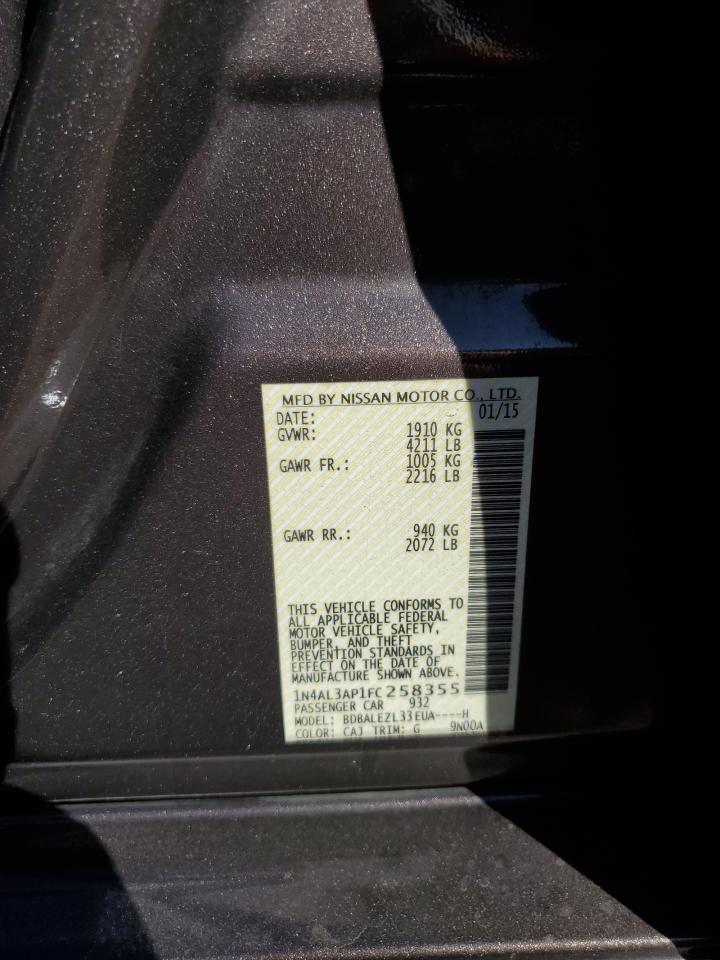 MFD BY NISSAN MOTOR CO., LTD.
DATE: 01/15
GVWR: 1910 KG
4211 LB
GAWR FR.: 1005 KG
2216 LB
GAWR RR.: 940 KG
2072 LB
THIS VEHICLE CONFORMS TO
ALL APPLICABLE FEDERAL
MOTOR VEHICLE SAFETY,
BUMPER, AND THEFT
PREVENTION STANDARDS IN
EFFECT ON THE DATE OF
MANUFACTURE SHOWN ABOVE.
1N4AL3AP1FC258355
PASSENGER CAR 932
MODEL: BDBALEZL33EUA----H
COLOR: CAJ TRIM: G 9N00A